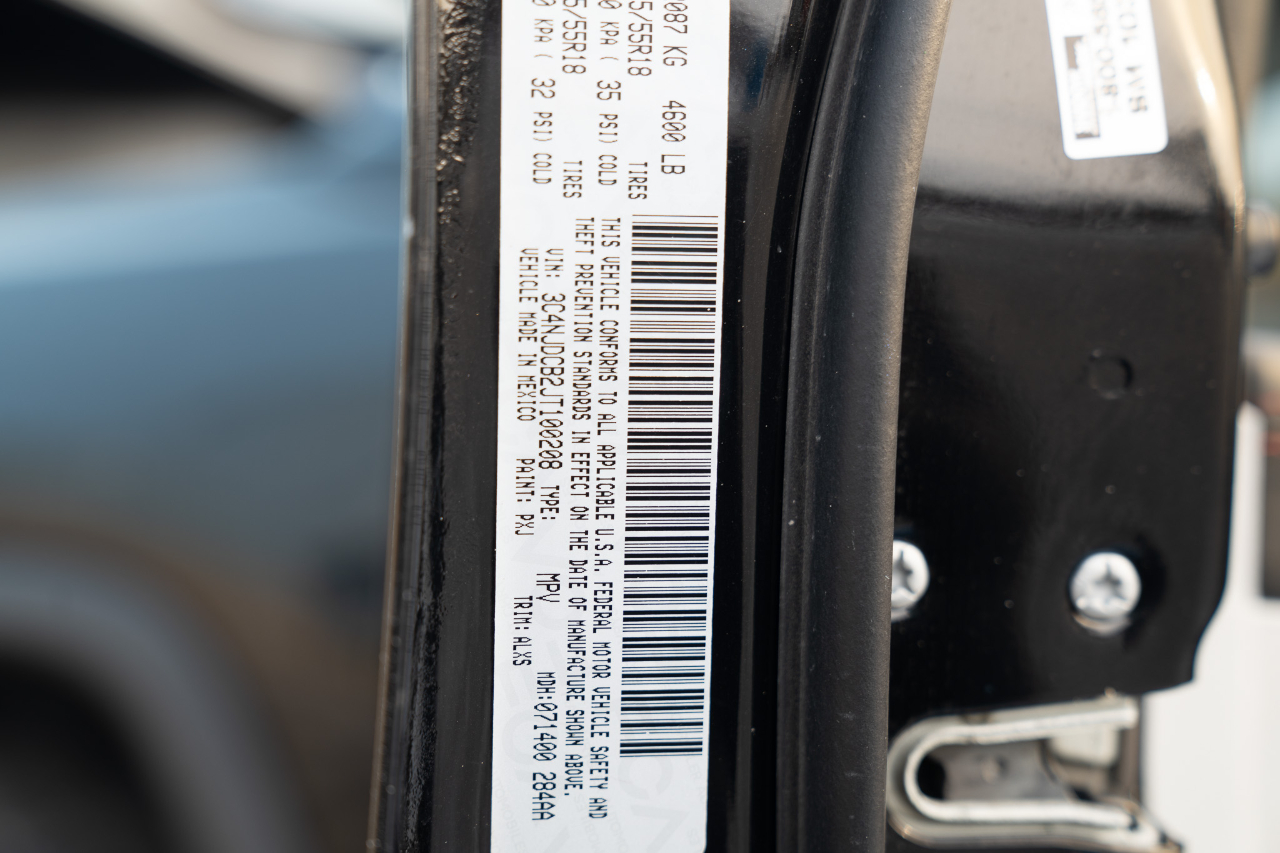 087 KG 4600 LB
5/55R18 TIRES
0 KPA ( 35 PSI) COLD
5/55R18 TIRES
0 KPA ( 32 PSI) COLD
THIS VEHICLE CONFORMS TO ALL APPLICABLE U.S.A. FEDERAL MOTOR VEHICLE SAFETY AND
THEFT PREVENTION STANDARDS IN EFFECT ON THE DATE OF MANUFACTURE SHOWN ABOVE.
VIN: 3C4NJDCB2JT100208 TYPE: MPV MDH:071400 284AA
VEHICLE MADE IN MEXICO PAINT: PXJ TRIM: ALXS